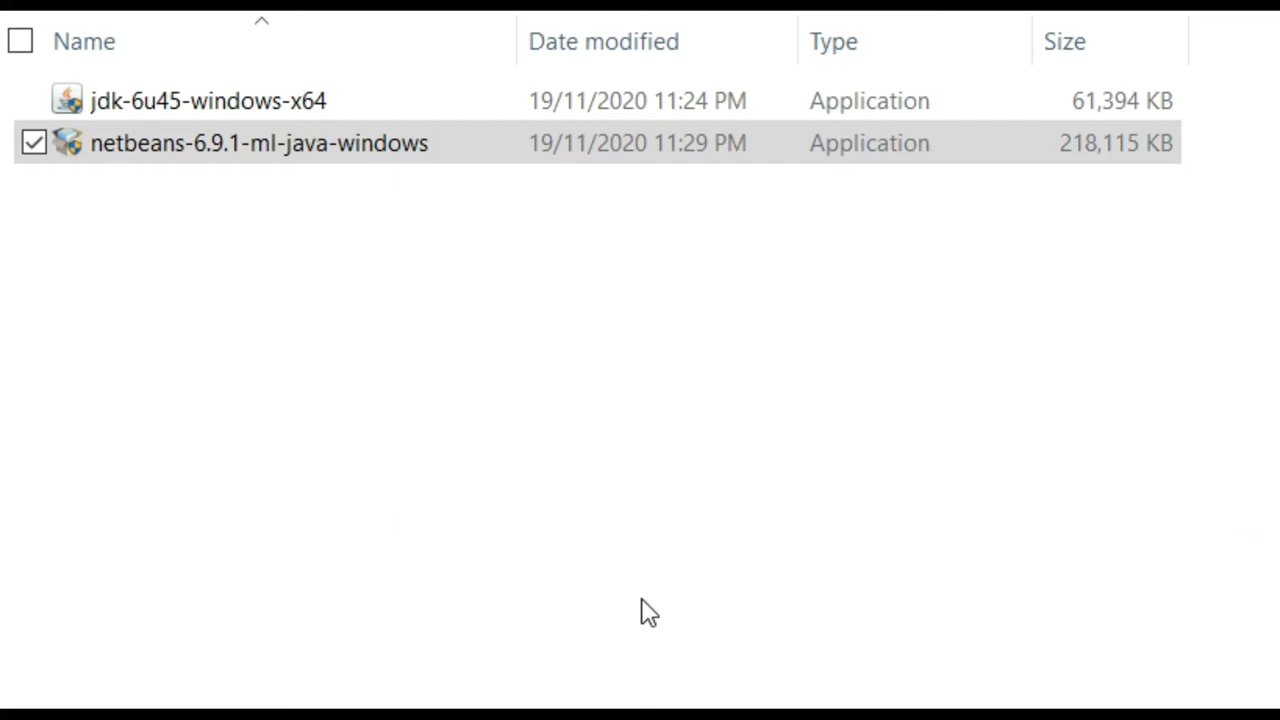 Name Date modified Type Size
jdk-6u45-windows-x64 19/11/2020 11:24 PM Application 61,394 KB
netbeans-6.9.1-ml-java-windows 19/11/2020 11:29 PM Application 218,115 KB